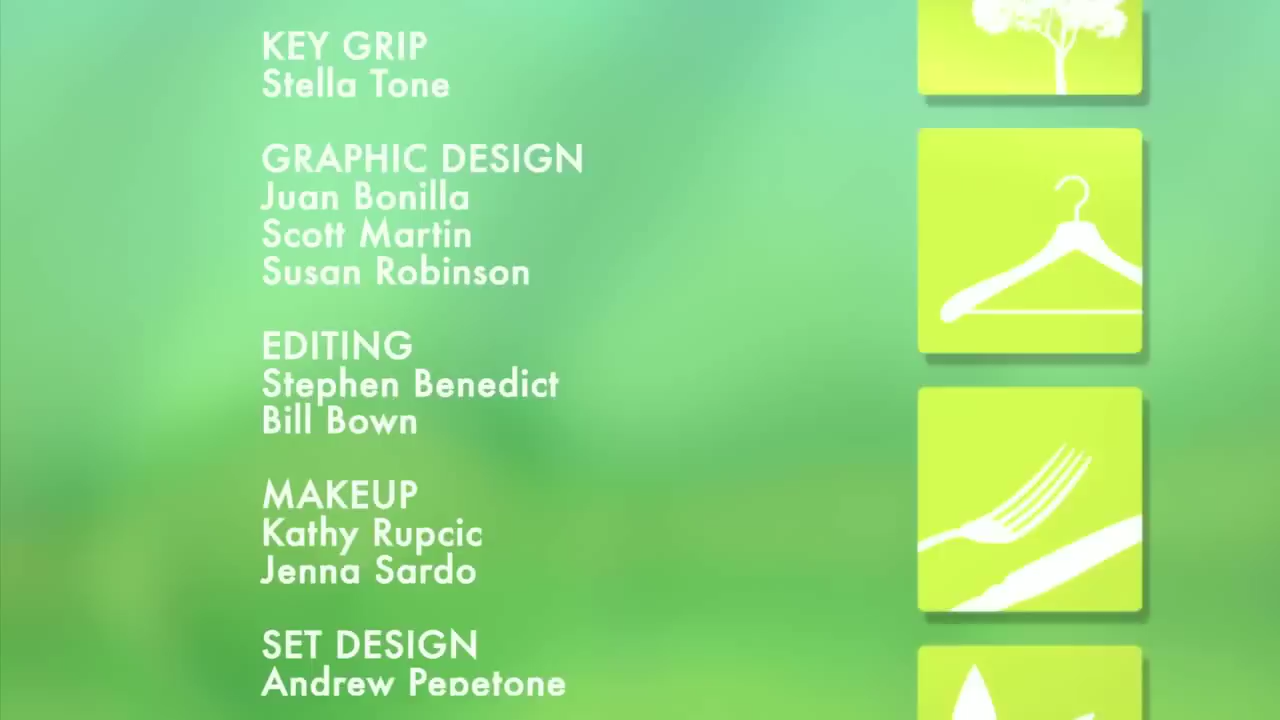 KEY GRIP
Stella Tone
GRAPHIC DESIGN
Juan Bonilla
Scott Martin
Susan Robinson
EDITING
Stephen Benedict
Bill Bown
MAKEUP
Kathy Rupcic
Jenna Sardo
SET DESIGN
Andrew Pepetone